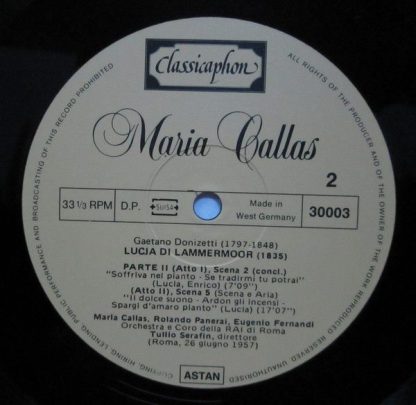 Classicaphon
Maria Callas
2
33 1/3 RPM
D.P.
SUISA
Made in
West Germany
30003
Gaetano Donizetti (1797-1848)
LUCIA DI LAMMERMOOR (1835)
PARTE II (Atto I), Scena 2 (concl.)
"Soffriva nel pianto - Se tradirmi tu potrai"
(Lucia, Enrico) (7'09")
(Atto II), Scena 5 (Scena e Aria)
"Il dolce suono - Ardon gli incensi -
Spargi d'amaro pianto" (Lucia) (17'07")
Maria Callas, Rolando Panerai, Eugenio Fernandi
Orchestra e Coro della RAI di Roma
Tullio Serafin, direttore
(Roma, 26 giugno 1957)
ASTAN
ALL RIGHTS OF THE PRODUCER AND OF THE OWNER OF THE WORK REPRODUCED RESERVED UNAUTHORISED COPYING, HIRING, LENDING, PUBLIC PERFORMANCE AND BROADCASTING OF THIS RECORD PROHIBITED